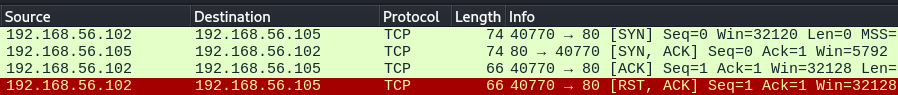 Source Destination Protocol Length Info
192.168.56.102 192.168.56.105 TCP 74 40770 → 80 [SYN] Seq=0 Win=32120 Len=0 MSS=
192.168.56.105 192.168.56.102 TCP 74 80 → 40770 [SYN, ACK] Seq=0 Ack=1 Win=5792
192.168.56.102 192.168.56.105 TCP 66 40770 → 80 [ACK] Seq=1 Ack=1 Win=32128 Len=
192.168.56.102 192.168.56.105 TCP 66 40770 → 80 [RST, ACK] Seq=1 Ack=1 Win=32128